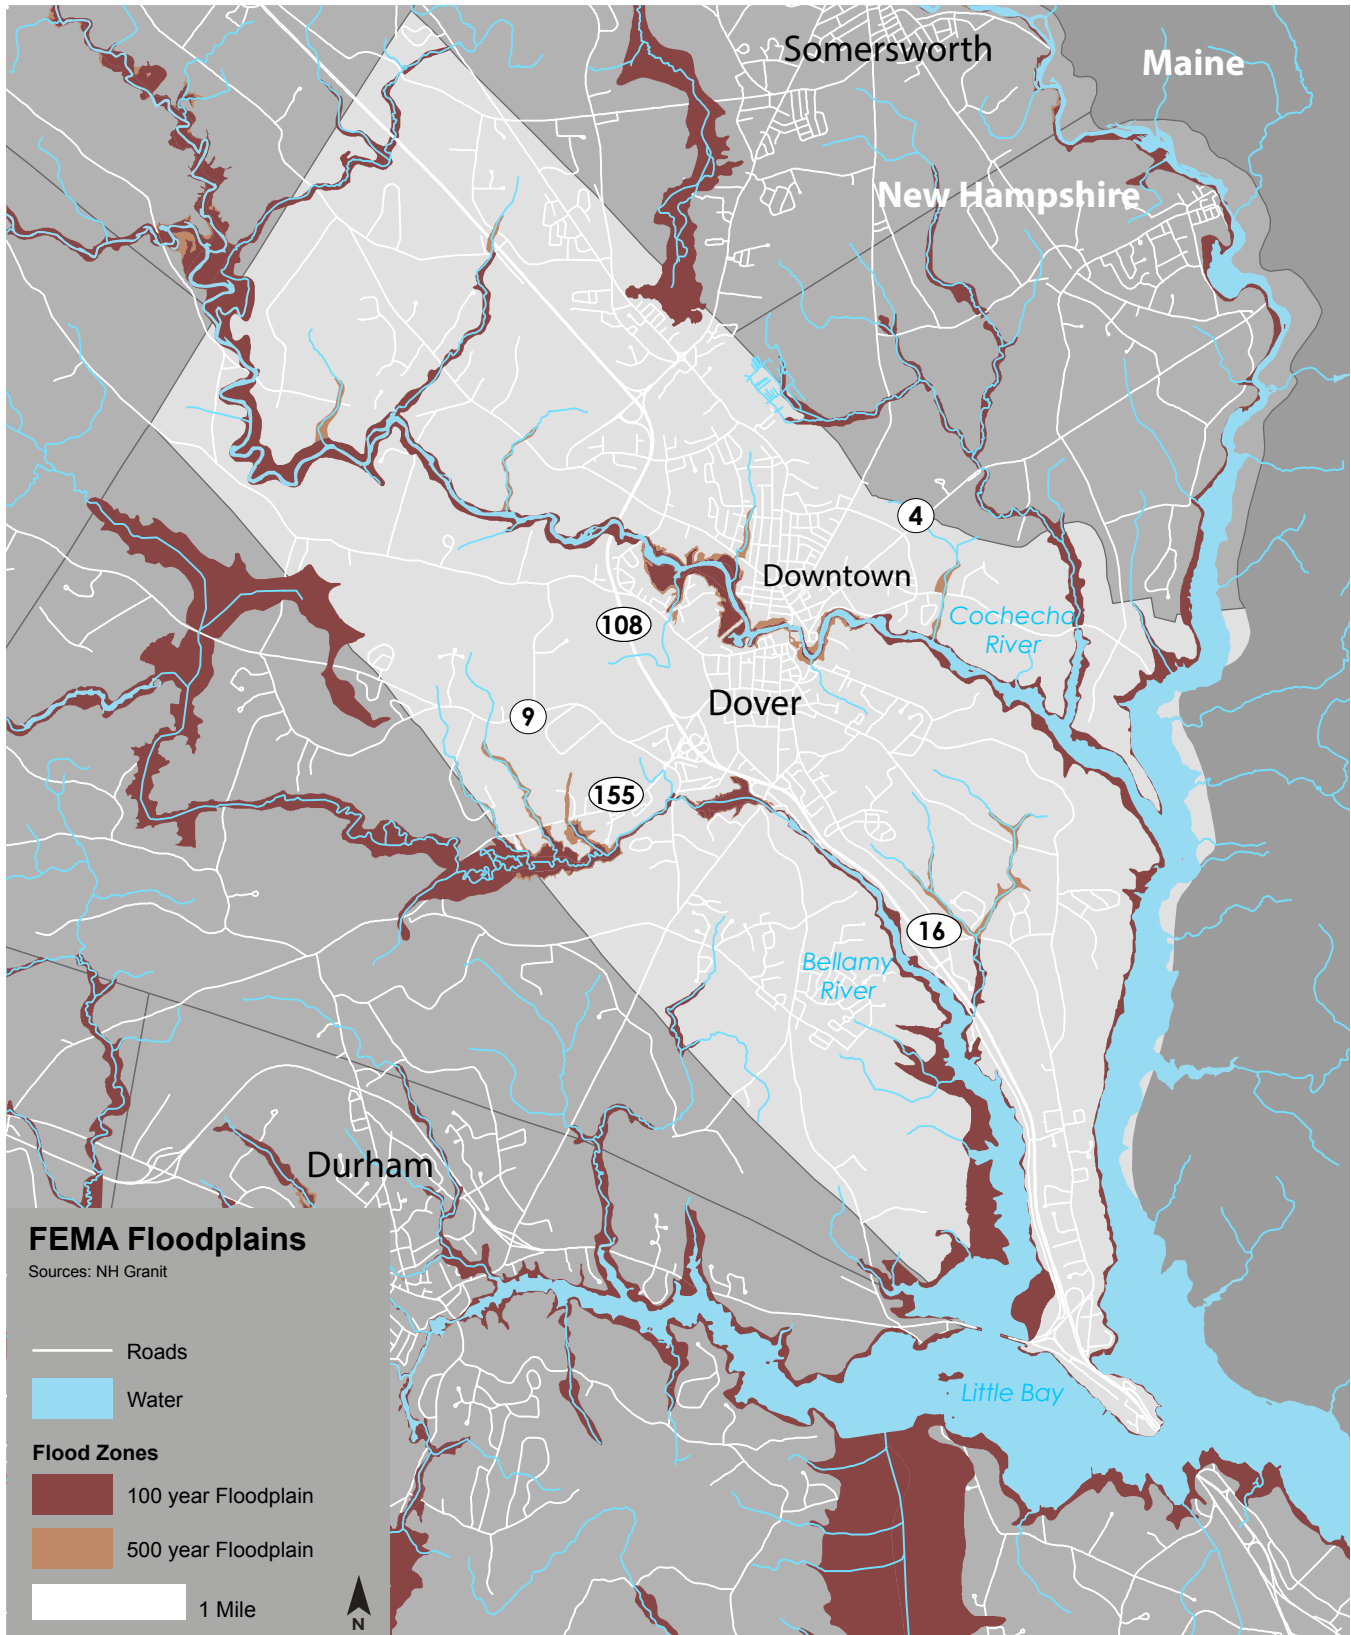 Somersworth
Maine
New Hampshire
4
Downtown
Cochecho
River
108
Dover
9
155
16
Bellamy
River
Durham
Little Bay
FEMA Floodplains
Sources: NH Granit
Roads
Water
Flood Zones
100 year Floodplain
500 year Floodplain
1 Mile
N